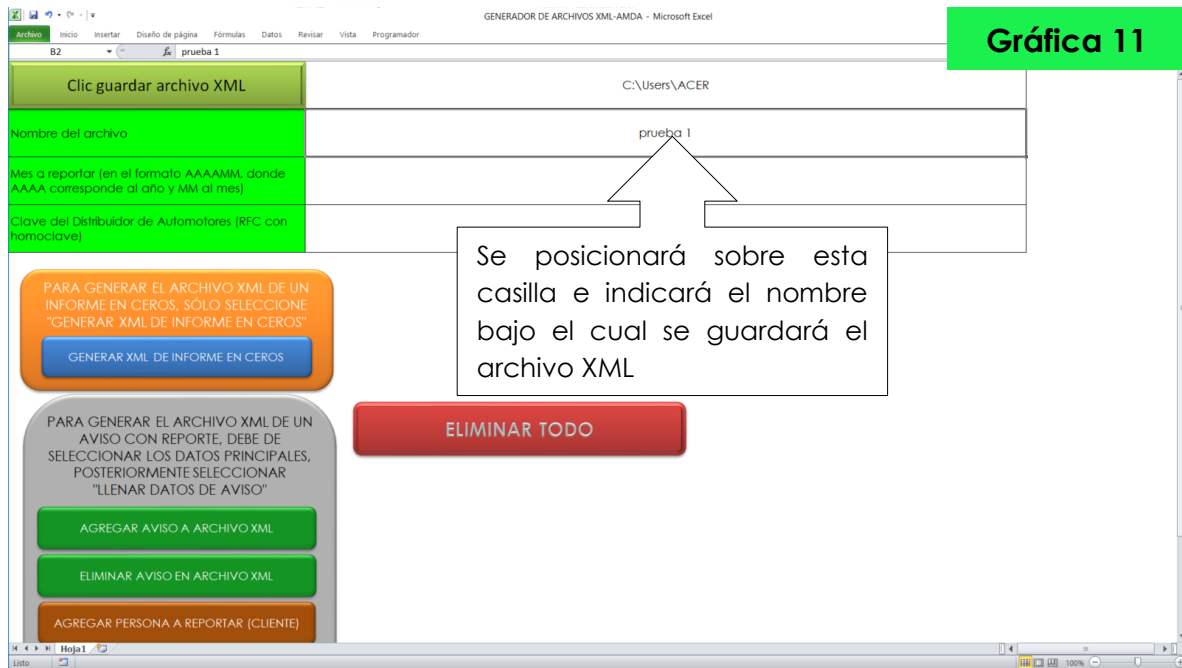 GENERADOR DE ARCHIVOS XML-AMDA - Microsoft Excel
Gráfica 11
Archivo Inicio Insertar Diseño de página Fórmulas Datos Revisar Vista Programador
B2 fx prueba 1
Clic guardar archivo XML
C:\Users\ACER
Nombre del archivo
prueba 1
Mes a reportar (en el formato AAAAMM, donde
AAAA corresponde al año y MM al mes)
Clave del Distribuidor de Automotores (RFC con
homoclave)
Se posicionará sobre esta
casilla e indicará el nombre
bajo el cual se guardará el
archivo XML
PARA GENERAR EL ARCHIVO XML DE UN
INFORME EN CEROS, SÓLO SELECCIONE
"GENERAR XML DE INFORME EN CEROS"
GENERAR XML DE INFORME EN CEROS
PARA GENERAR EL ARCHIVO XML DE UN
AVISO CON REPORTE, DEBE DE
SELECCIONAR LOS DATOS PRINCIPALES,
POSTERIORMENTE SELECCIONAR
"LLENAR DATOS DE AVISO"
ELIMINAR TODO
AGREGAR AVISO A ARCHIVO XML
ELIMINAR AVISO EN ARCHIVO XML
AGREGAR PERSONA A REPORTAR (CLIENTE)
Hoja1
Listo
100%